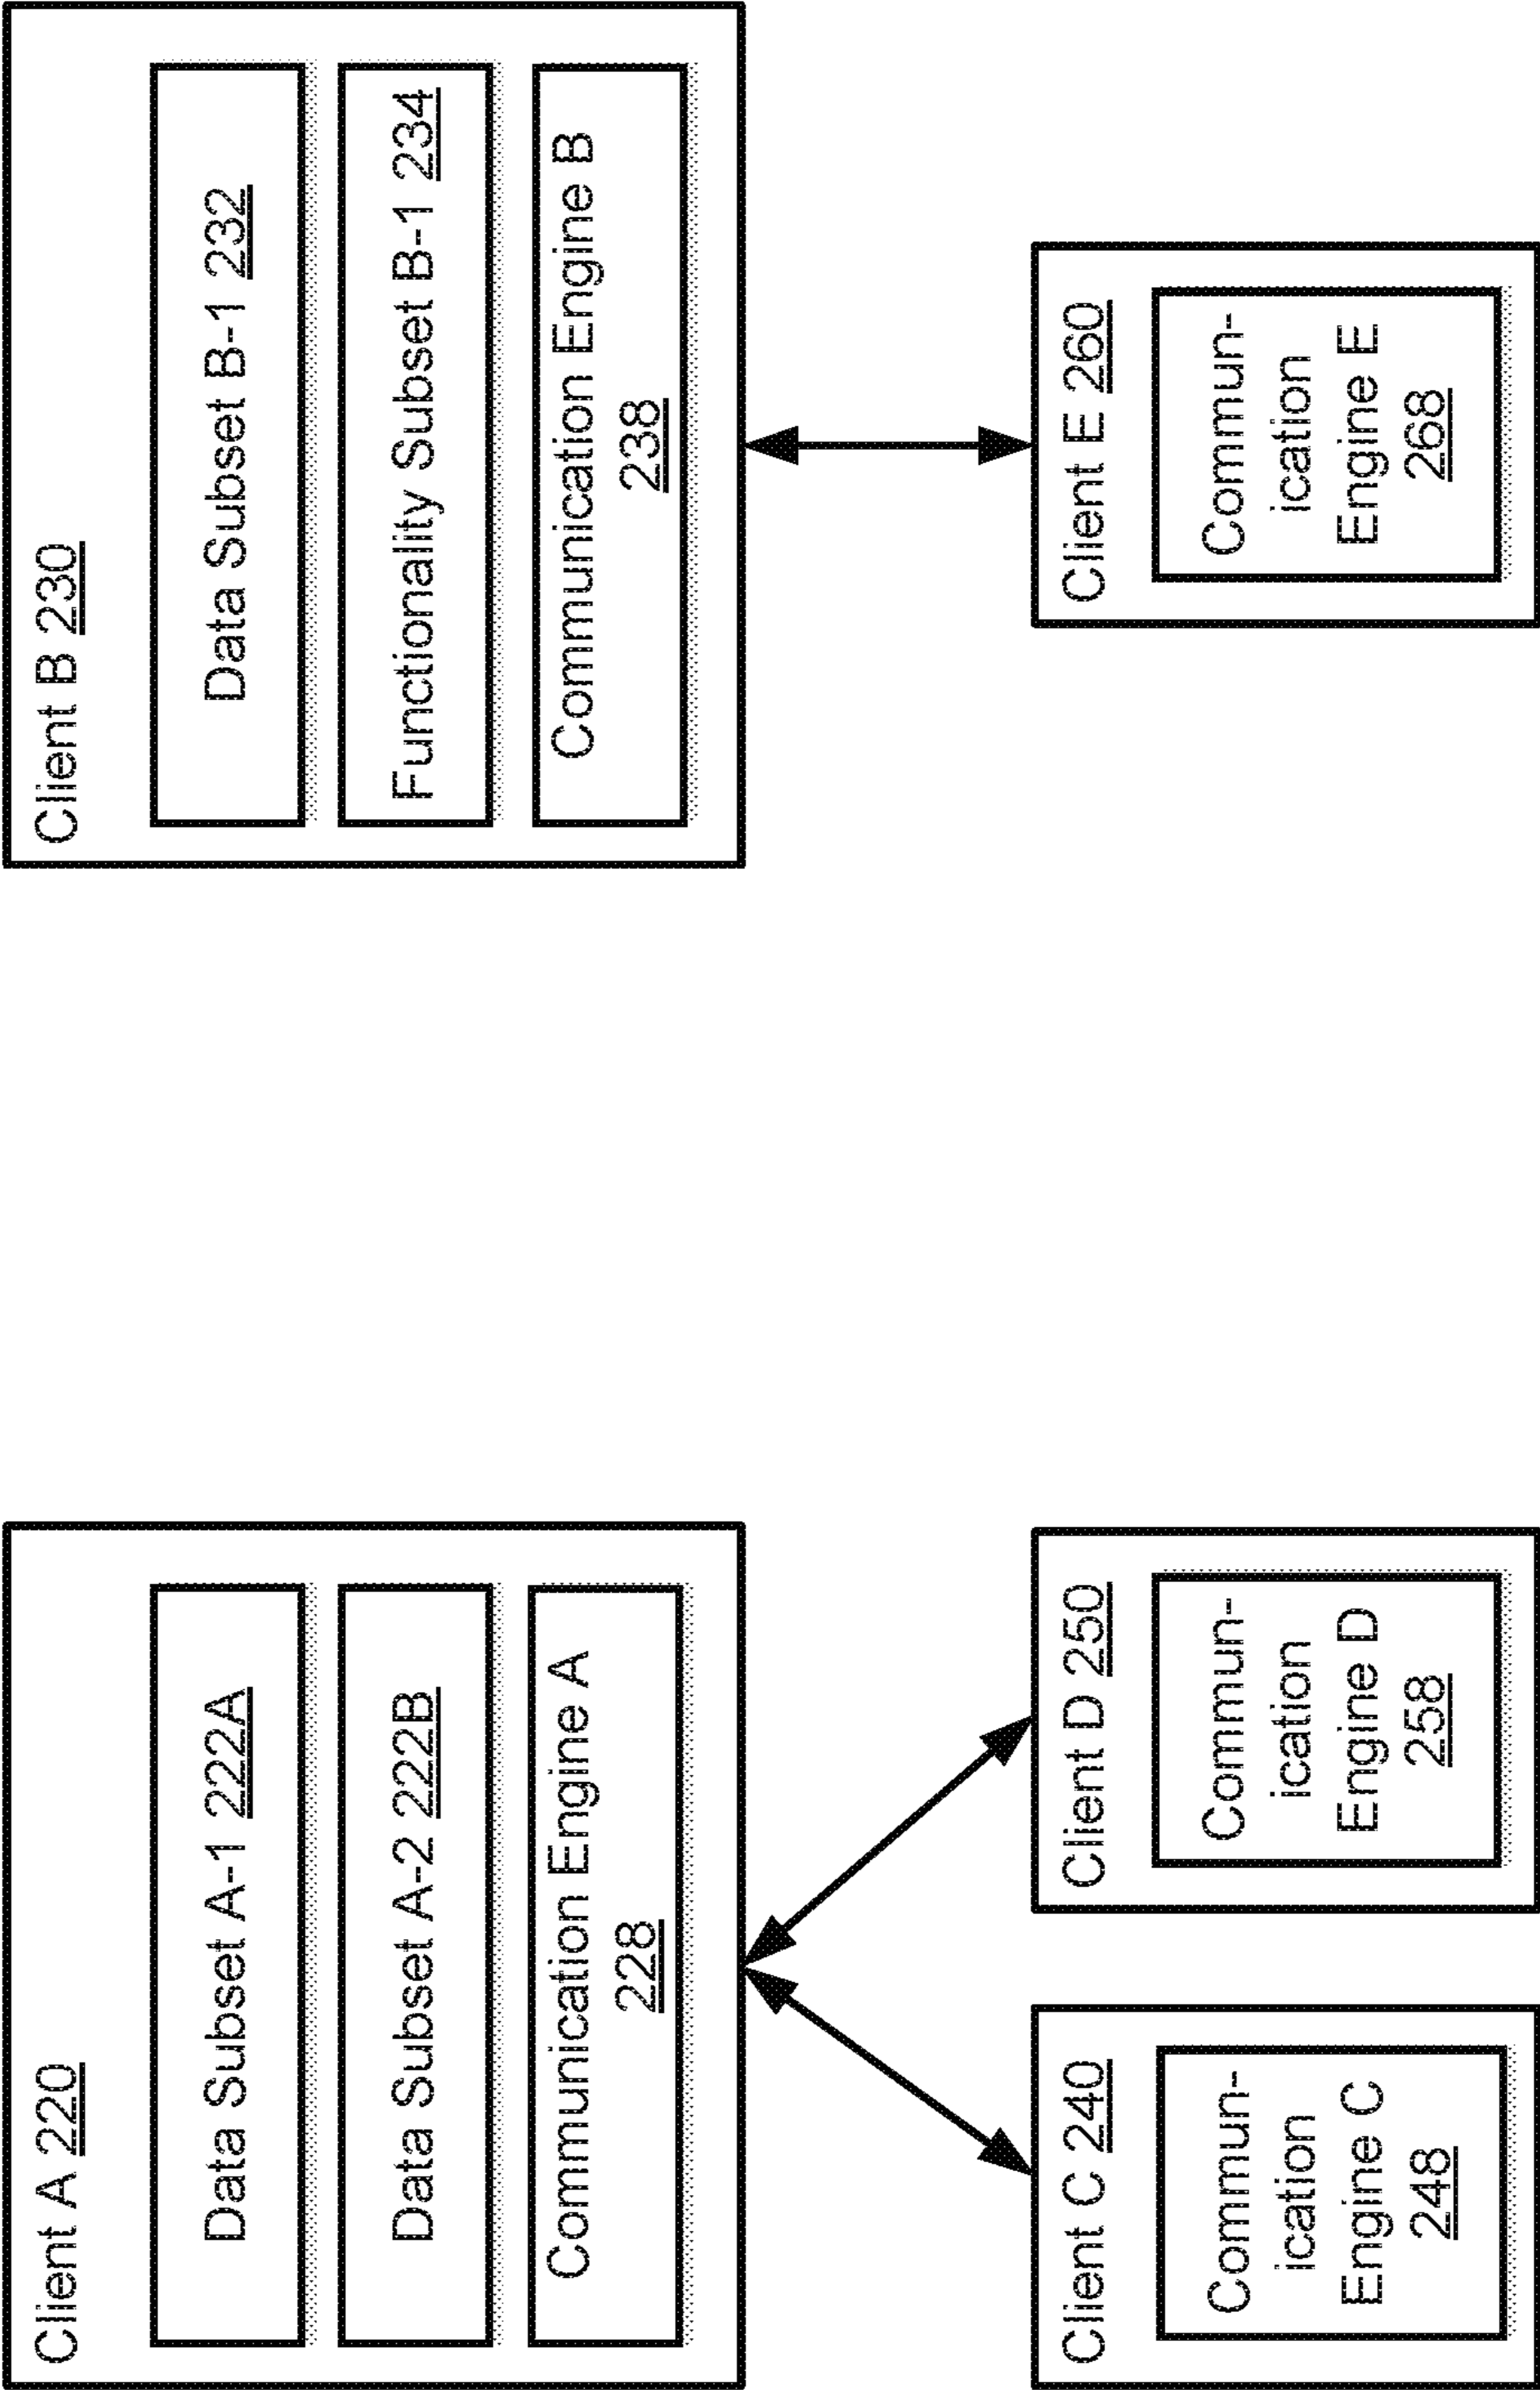 Client A 220
Data Subset A-1 222A
Data Subset A-2 222B
Communication Engine A
228
Client B 230
Data Subset B-1 232
Functionality Subset B-1 234
Communication Engine B
238
Client C 240
Commun-
ication
Engine C
248
Client D 250
Commun-
ication
Engine D
258
Client E 260
Commun-
ication
Engine E
268